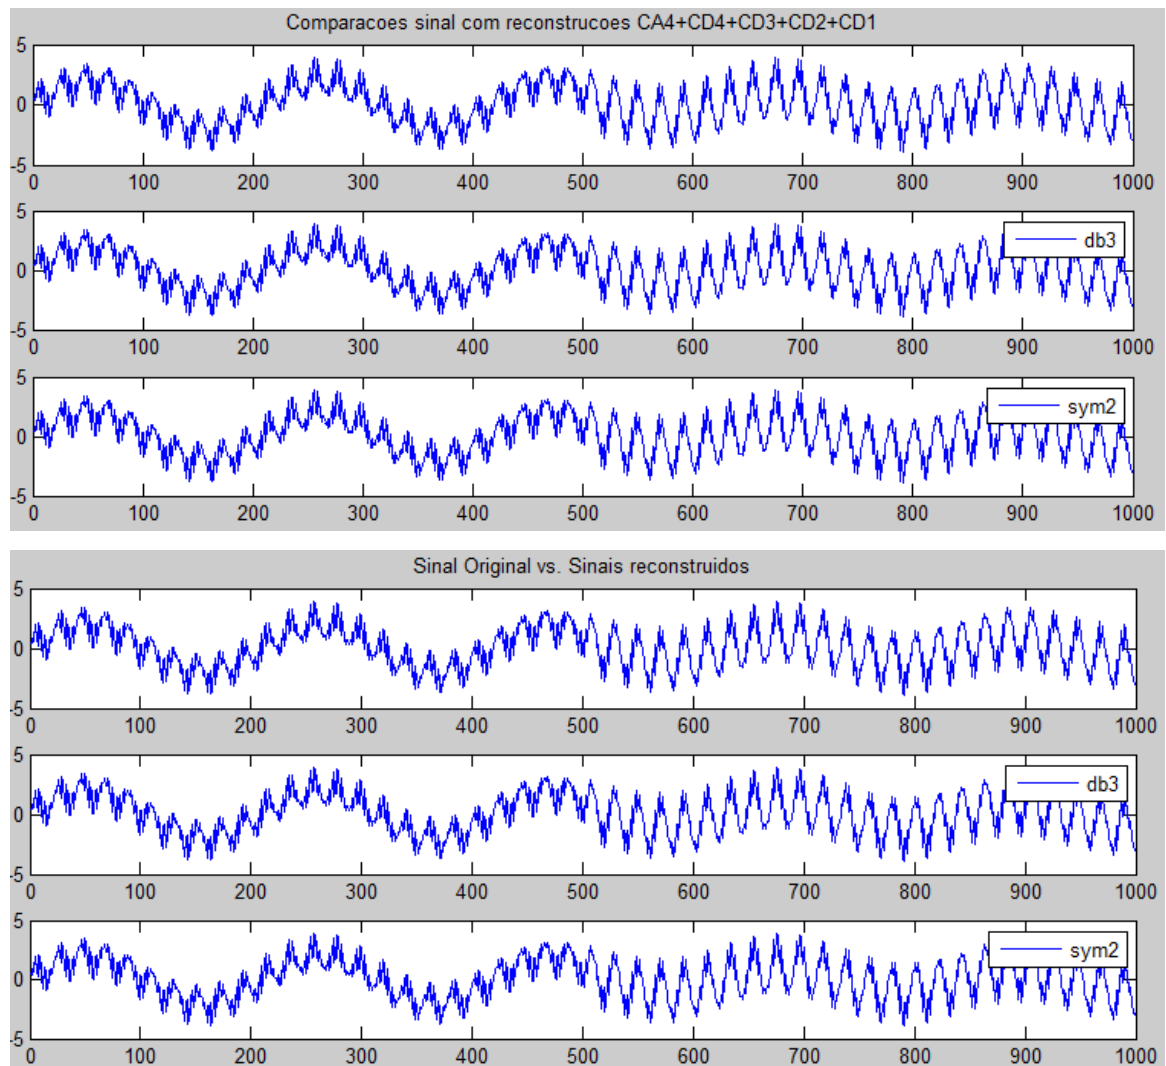 Comparacoes sinal com reconstrucoes CA4+CD4+CD3+CD2+CD1
5
0
-5
0 100 200 300 400 500 600 700 800 900 1000
5
0
-5
db3
0 100 200 300 400 500 600 700 800 900 1000
5
0
-5
sym2
0 100 200 300 400 500 600 700 800 900 1000
Sinal Original vs. Sinais reconstruidos
5
0
-5
0 100 200 300 400 500 600 700 800 900 1000
5
0
-5
db3
0 100 200 300 400 500 600 700 800 900 1000
5
0
-5
sym2
0 100 200 300 400 500 600 700 800 900 1000